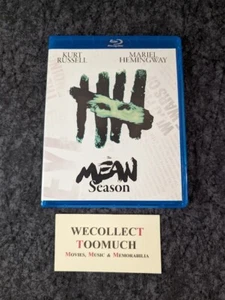 KURT RUSSELL
MARIEL HEMINGWAY
MEAN
Season
WECOLLECT
TOOMUCH
MOVIES, MUSIC & MEMORABILIA